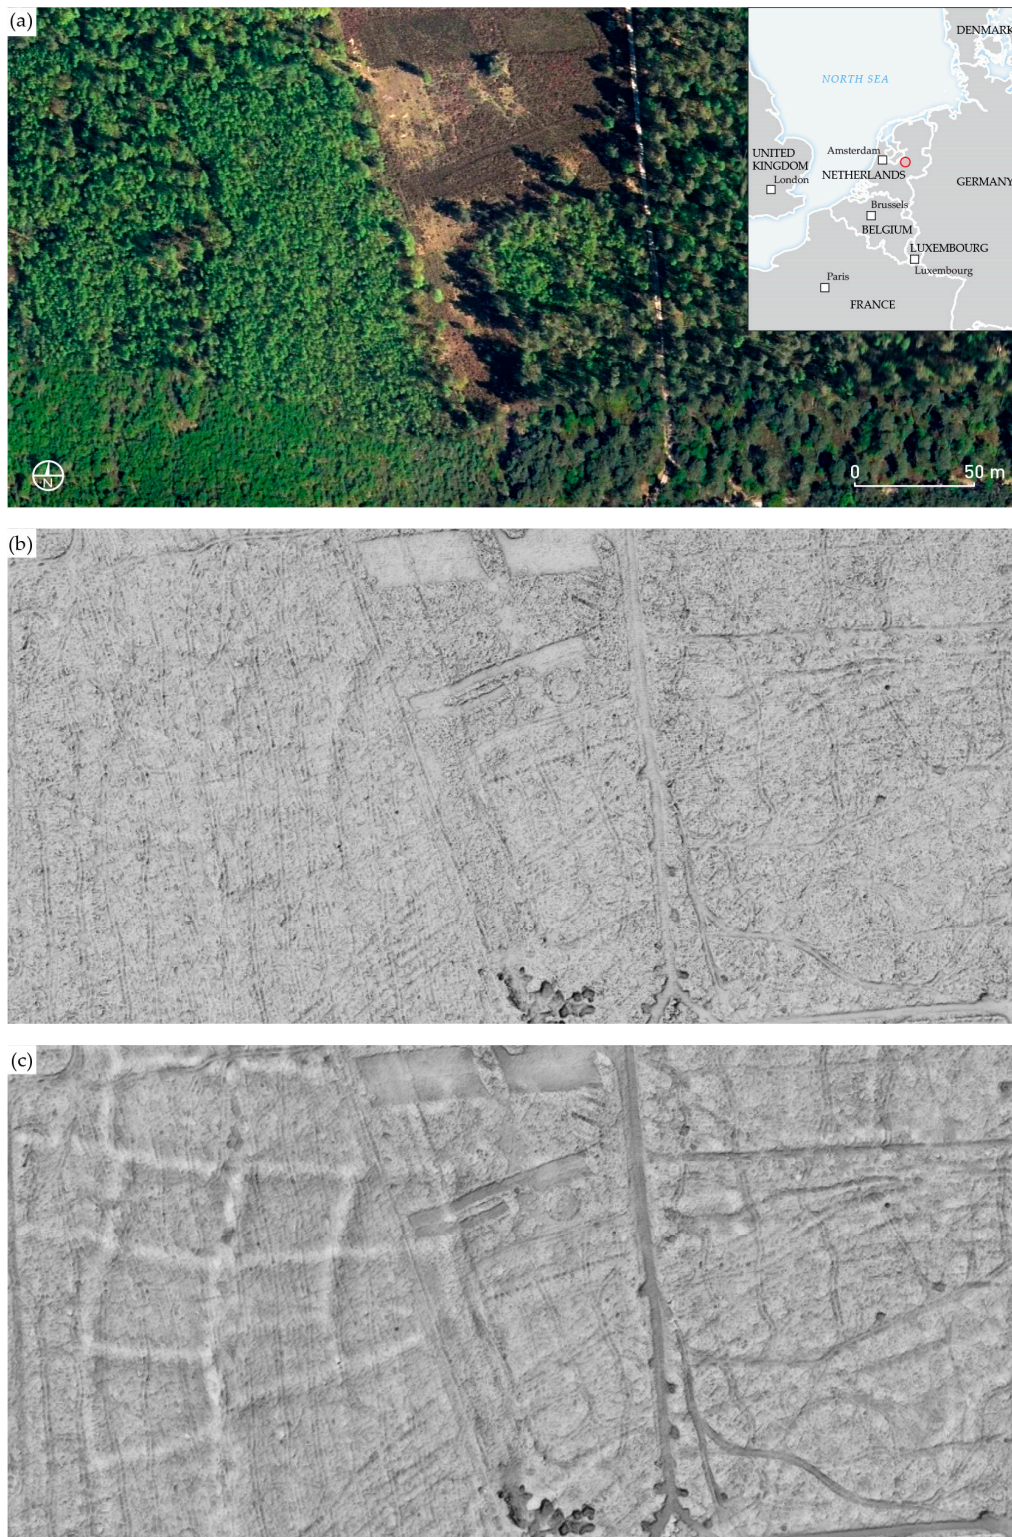 (a)
DENMARK
NORTH SEA
Amsterdam
UNITED
KINGDOM
NETHERLANDS
London
GERMANY
Brussels
BELGIUM
LUXEMBOURG
Luxembourg
Paris
FRANCE
N
0 50 m
(b)
(c)